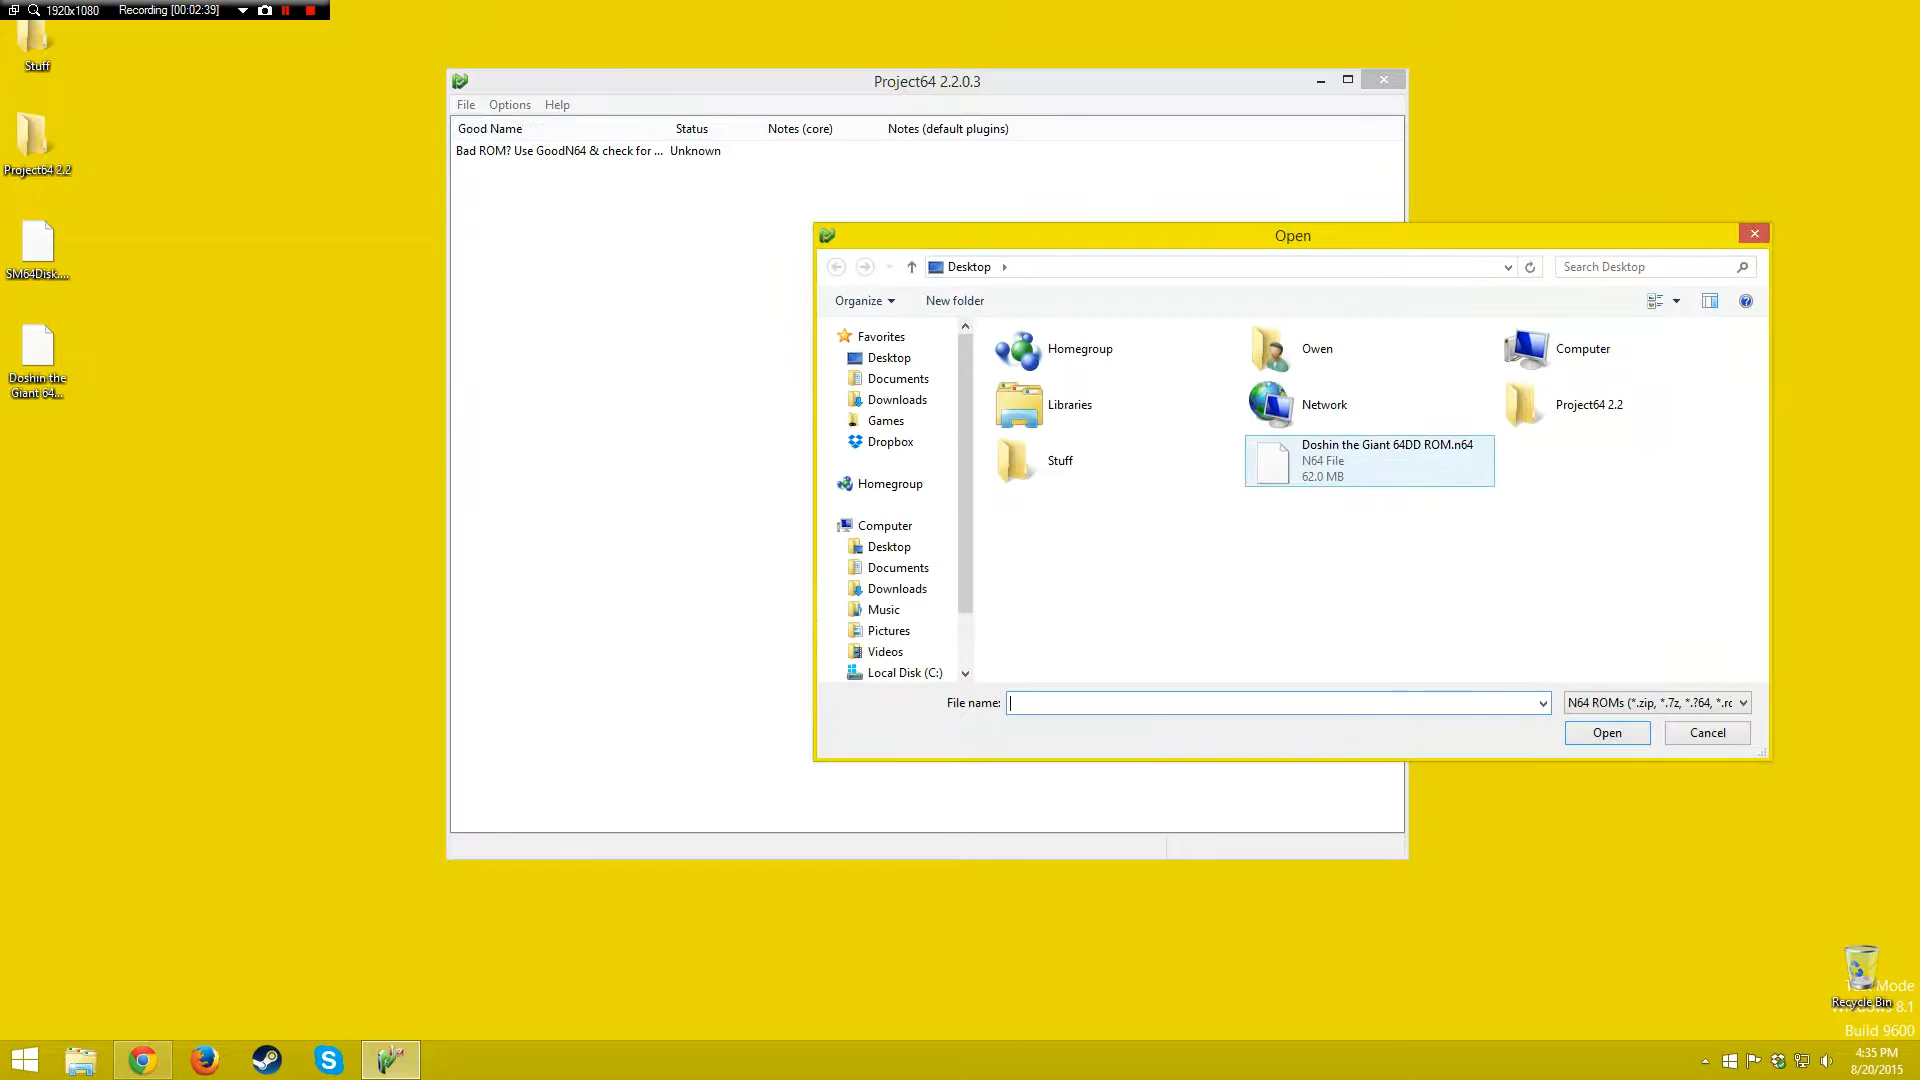 1920x1080 Recording [00:02:39]
Stuff
Project64 2.2
SM64Disk....
Doshin the
Giant 64...
Project64 2.2.0.3
File Options Help
Good Name Status Notes (core) Notes (default plugins)
Bad ROM? Use GoodN64 & check for ... Unknown
Open
Desktop
Search Desktop
Organize New folder
Favorites
Desktop
Documents
Downloads
Games
Dropbox
Homegroup
Computer
Desktop
Documents
Downloads
Music
Pictures
Videos
Local Disk (C:)
Homegroup
Owen
Computer
Libraries
Network
Project64 2.2
Stuff
Doshin the Giant 64DD ROM.n64
N64 File
62.0 MB
File name:
N64 ROMs (*.zip, *.7z, *.?64, *.rc
Open Cancel
Mode
Recycle Bin
8.1
Build 9600
4:35 PM
8/20/2015